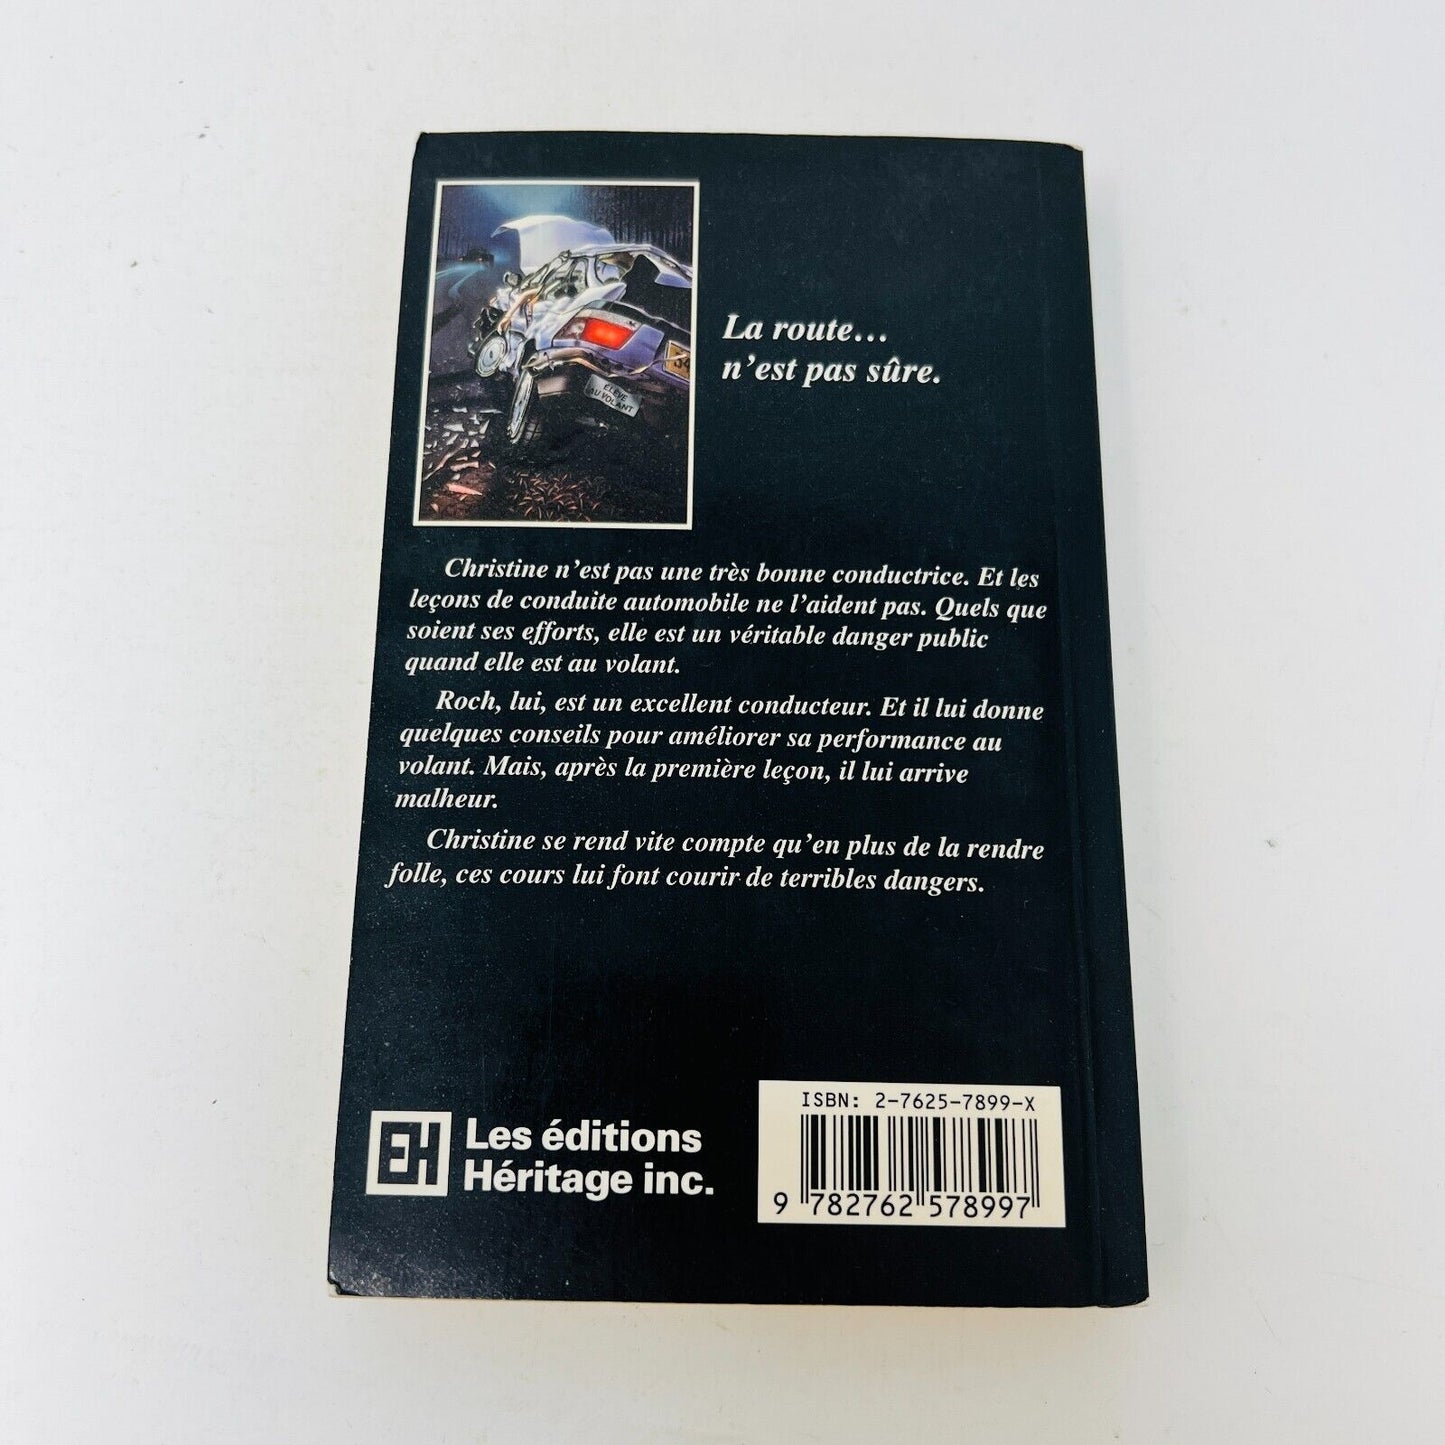 La route...
n'est pas sûre.
ÉLÈVE
AU VOLANT
Christine n'est pas une très bonne conductrice. Et les
leçons de conduite automobile ne l'aident pas. Quels que
soient ses efforts, elle est un véritable danger public
quand elle est au volant.
Roch, lui, est un excellent conducteur. Et il lui donne
quelques conseils pour améliorer sa performance au
volant. Mais, après la première leçon, il lui arrive
malheur.
Christine se rend vite compte qu'en plus de la rendre
folle, ces cours lui font courir de terribles dangers.
EH
Les éditions
Héritage inc.
ISBN: 2-7625-7899-X
9 782762 578997